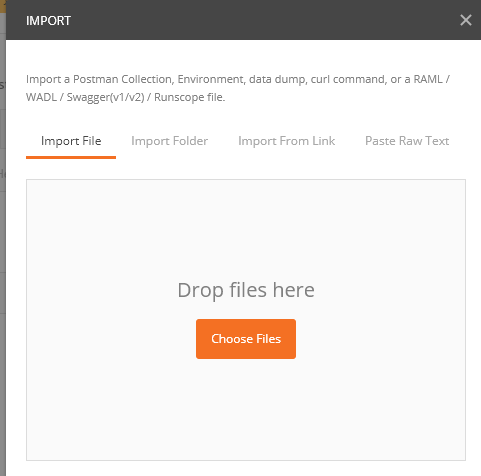 IMPORT
Import a Postman Collection, Environment, data dump, curl command, or a RAML /
WADL / Swagger(v1/v2) / Runscope file.
Import File Import Folder Import From Link Paste Raw Text
Drop files here
Choose Files